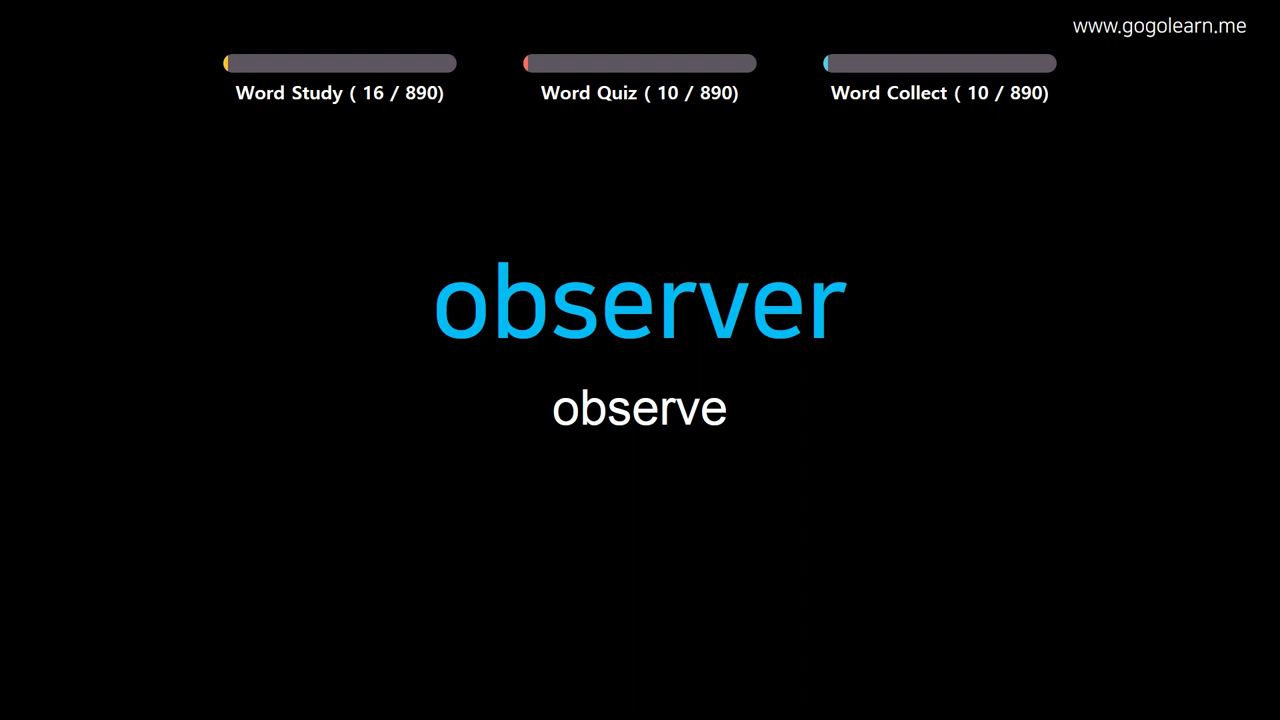 www.gogolearn.me
Word Study ( 16 / 890)
Word Quiz ( 10 / 890)
Word Collect ( 10 / 890)
observer
observe